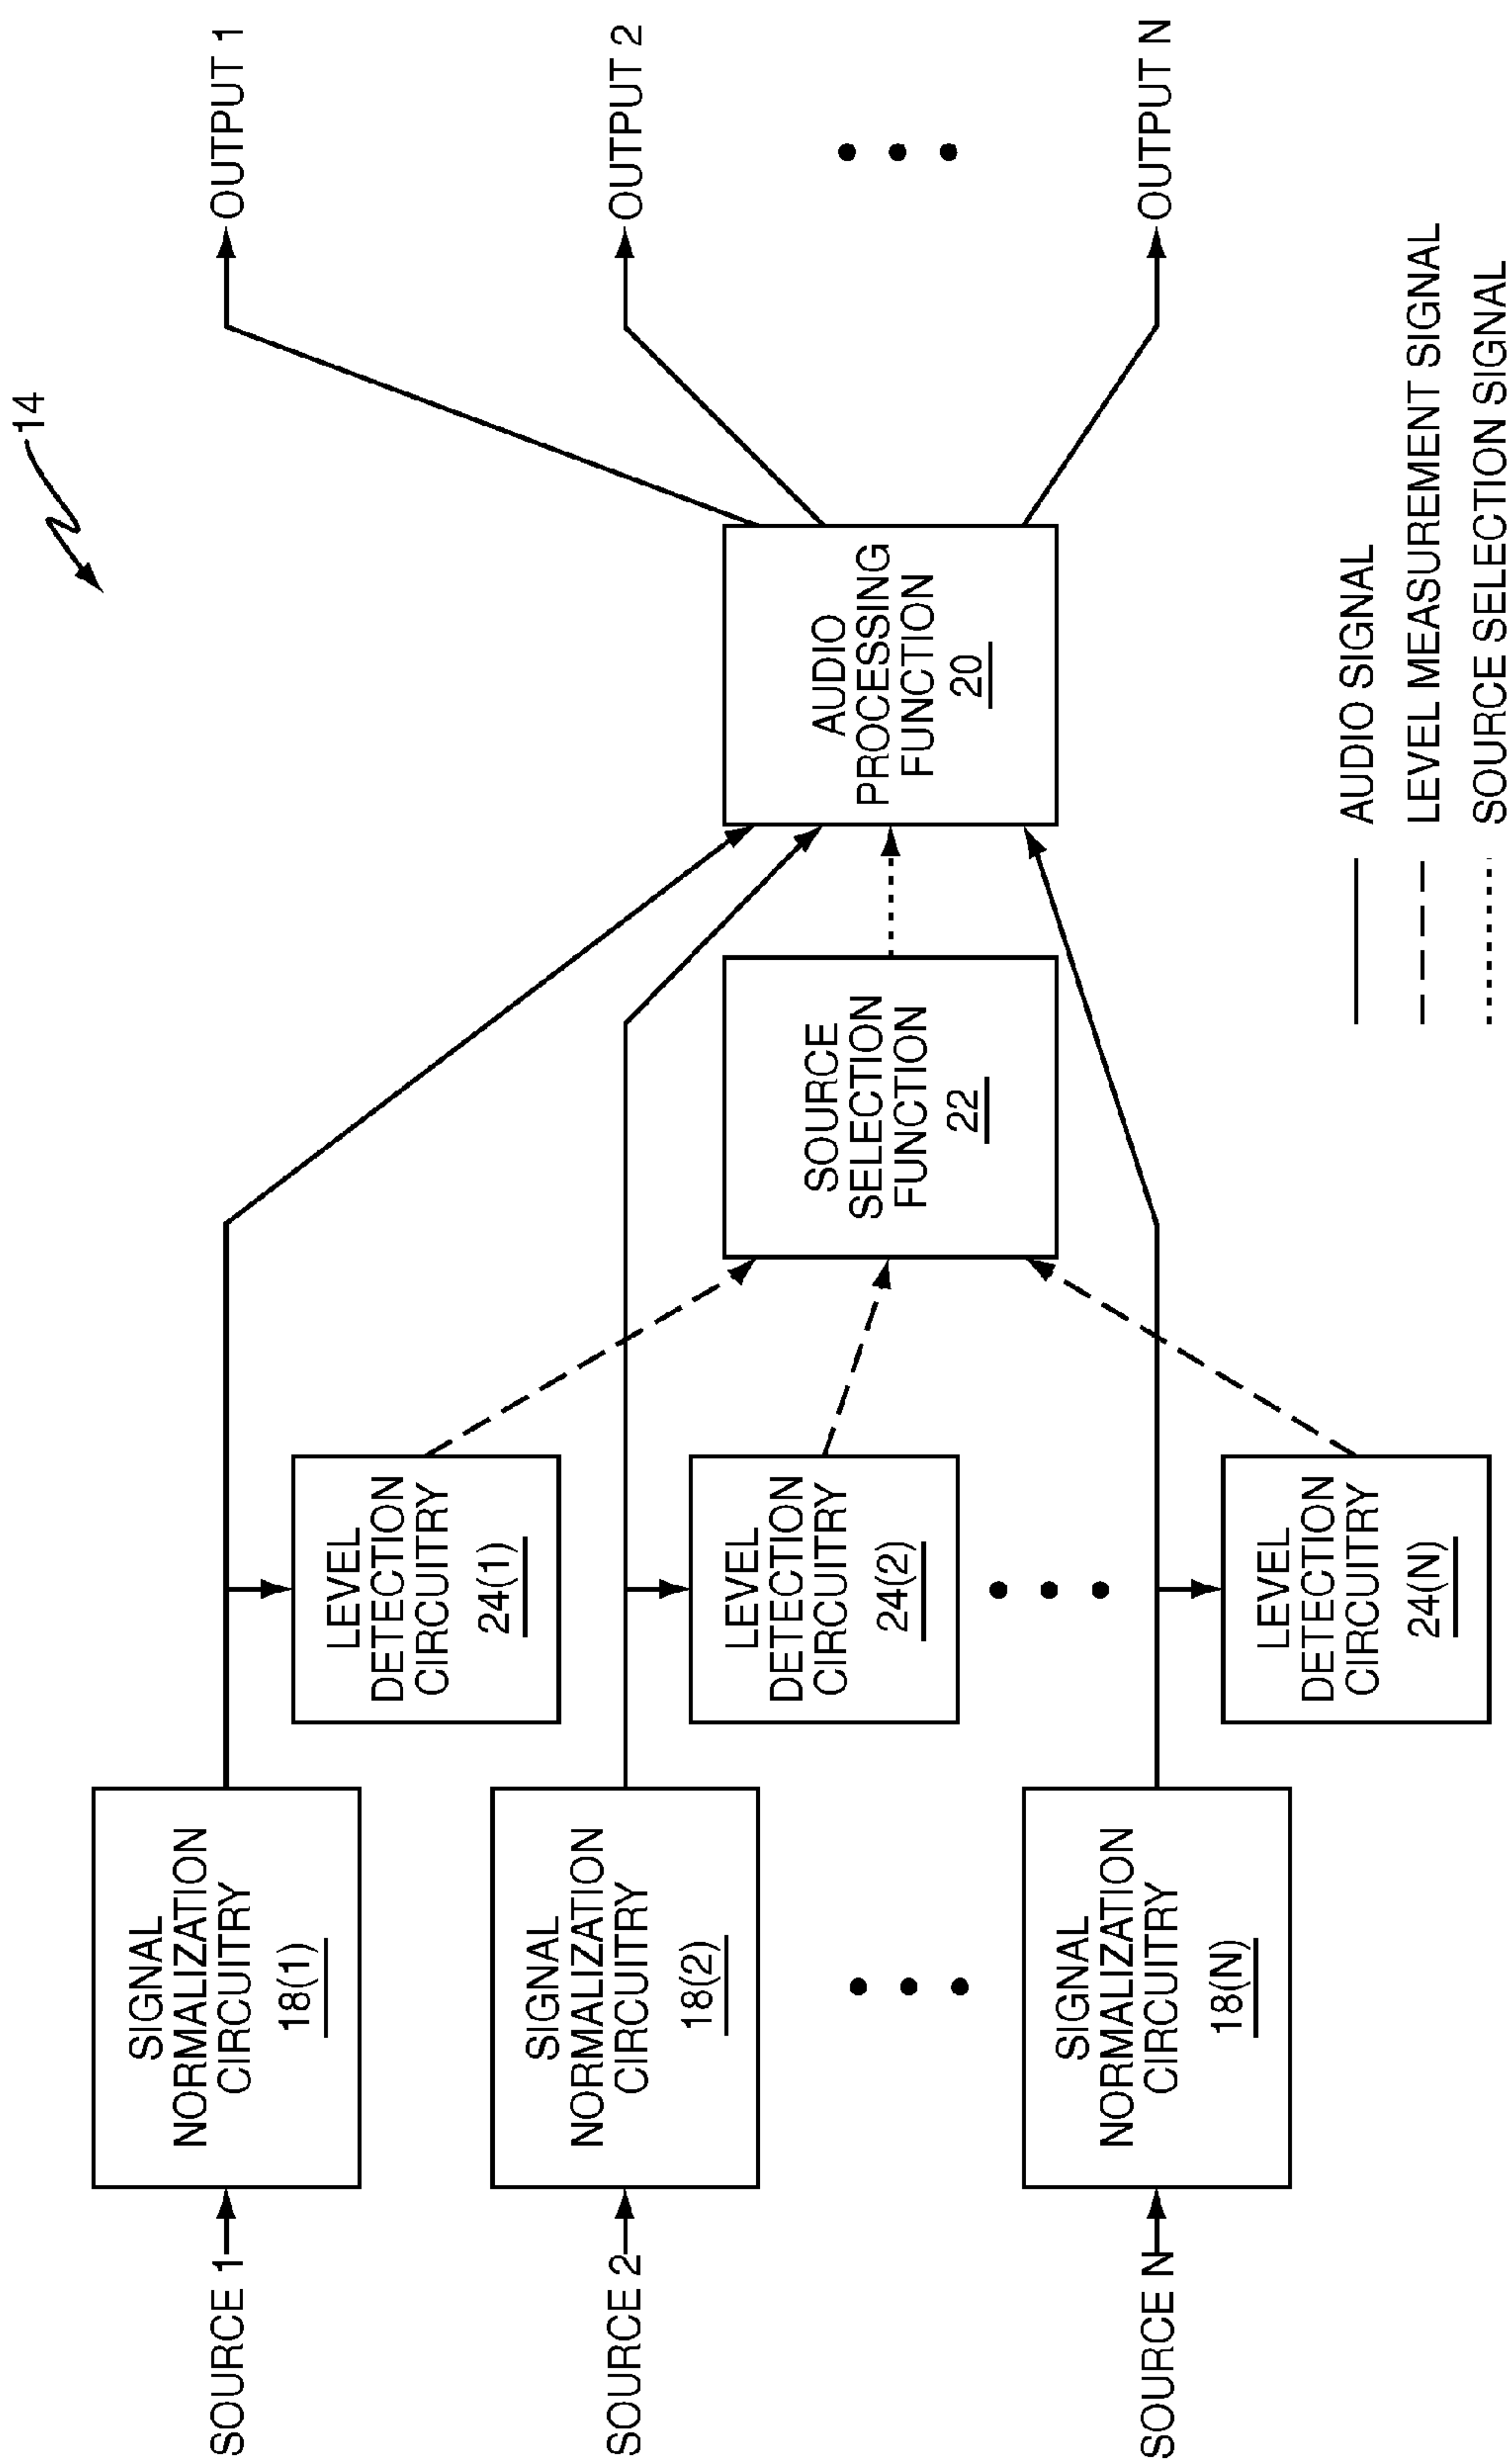 14
SOURCE 1
SIGNAL
NORMALIZATION
CIRCUITRY
18(1)
LEVEL
DETECTION
CIRCUITRY
24(1)
OUTPUT 1
SOURCE 2
SIGNAL
NORMALIZATION
CIRCUITRY
18(2)
LEVEL
DETECTION
CIRCUITRY
24(2)
SOURCE
SELECTION
FUNCTION
22
AUDIO
PROCESSING
FUNCTION
20
OUTPUT 2
SOURCE N
SIGNAL
NORMALIZATION
CIRCUITRY
18(N)
LEVEL
DETECTION
CIRCUITRY
24(N)
OUTPUT N
AUDIO SIGNAL
LEVEL MEASUREMENT SIGNAL
SOURCE SELECTION SIGNAL